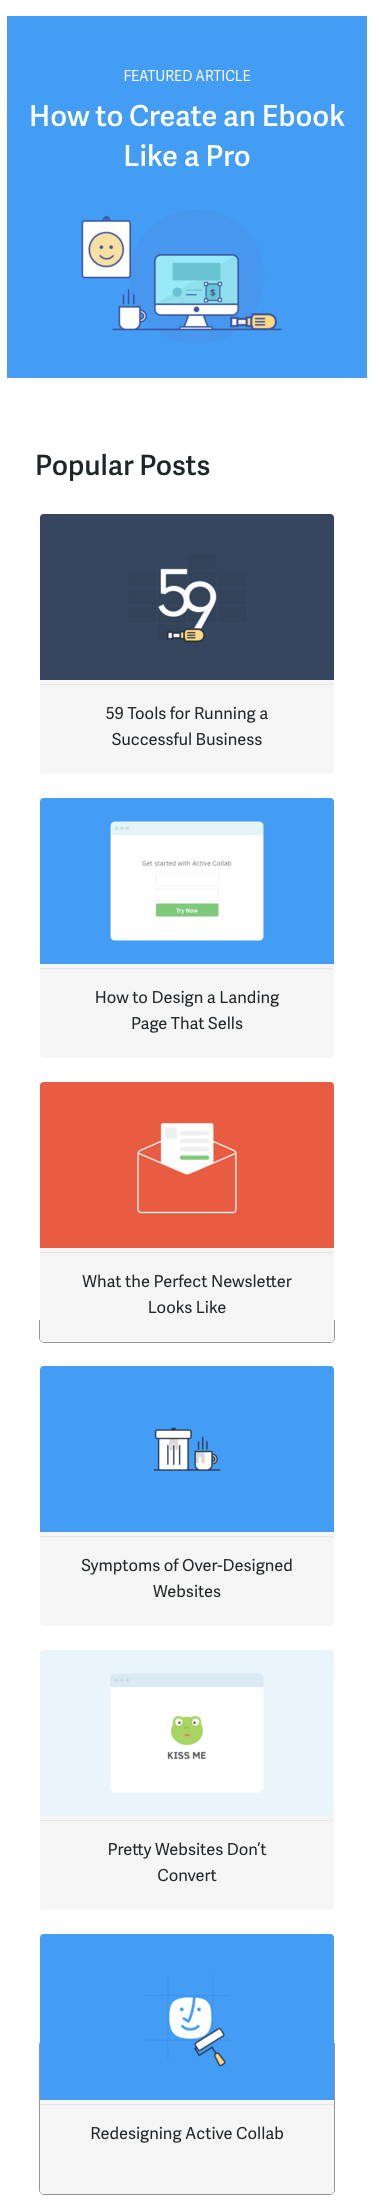 FEATURED ARTICLE
How to Create an Ebook
Like a Pro
$
Popular Posts
59
59 Tools for Running a
Successful Business
Get started with Active Collab
Try Now
How to Design a Landing
Page That Sells
What the Perfect Newsletter
Looks Like
Symptoms of Over-Designed
Websites
KISS ME
Pretty Websites Don’t
Convert
Redesigning Active Collab